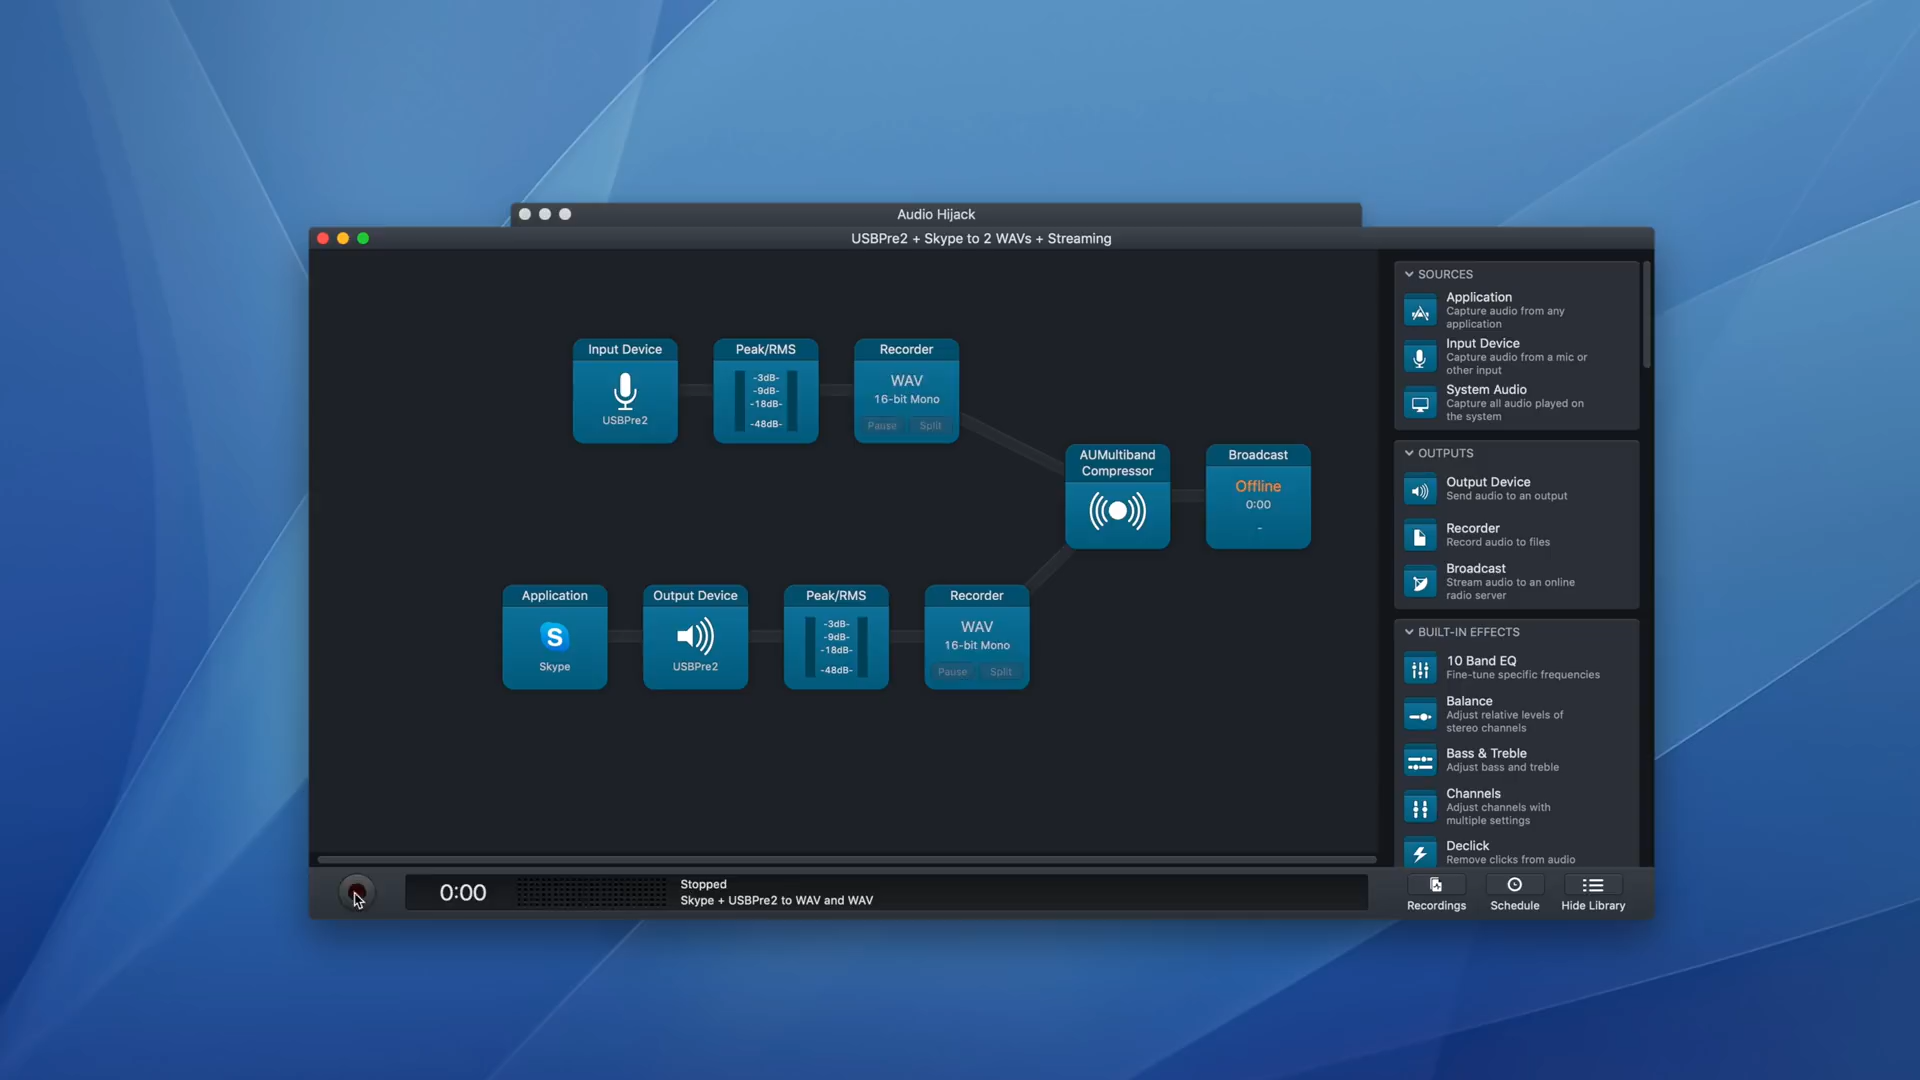 Audio Hijack
USBPre2 + Skype to 2 WAVs + Streaming
Input Device
USBPre2
Peak/RMS
-3dB-
-9dB-
-18dB-
-48dB-
Recorder
WAV
16-bit Mono
Pause Split
AUMultiband
Compressor
Broadcast
Offline
0:00
-
Application
S
Skype
Output Device
USBPre2
Peak/RMS
-3dB-
-9dB-
-18dB-
-48dB-
Recorder
WAV
16-bit Mono
Pause Split
SOURCES
Application
Capture audio from any
application
Input Device
Capture audio from a mic or
other input
System Audio
Capture all audio played on
the system
OUTPUTS
Output Device
Send audio to an output
Recorder
Record audio to files
Broadcast
Stream audio to an online
radio server
BUILT-IN EFFECTS
10 Band EQ
Fine-tune specific frequencies
Balance
Adjust relative levels of
stereo channels
Bass & Treble
Adjust bass and treble
Channels
Adjust channels with
multiple settings
Declick
Remove clicks from audio
0:00
Stopped
Skype + USBPre2 to WAV and WAV
Recordings
Schedule
Hide Library